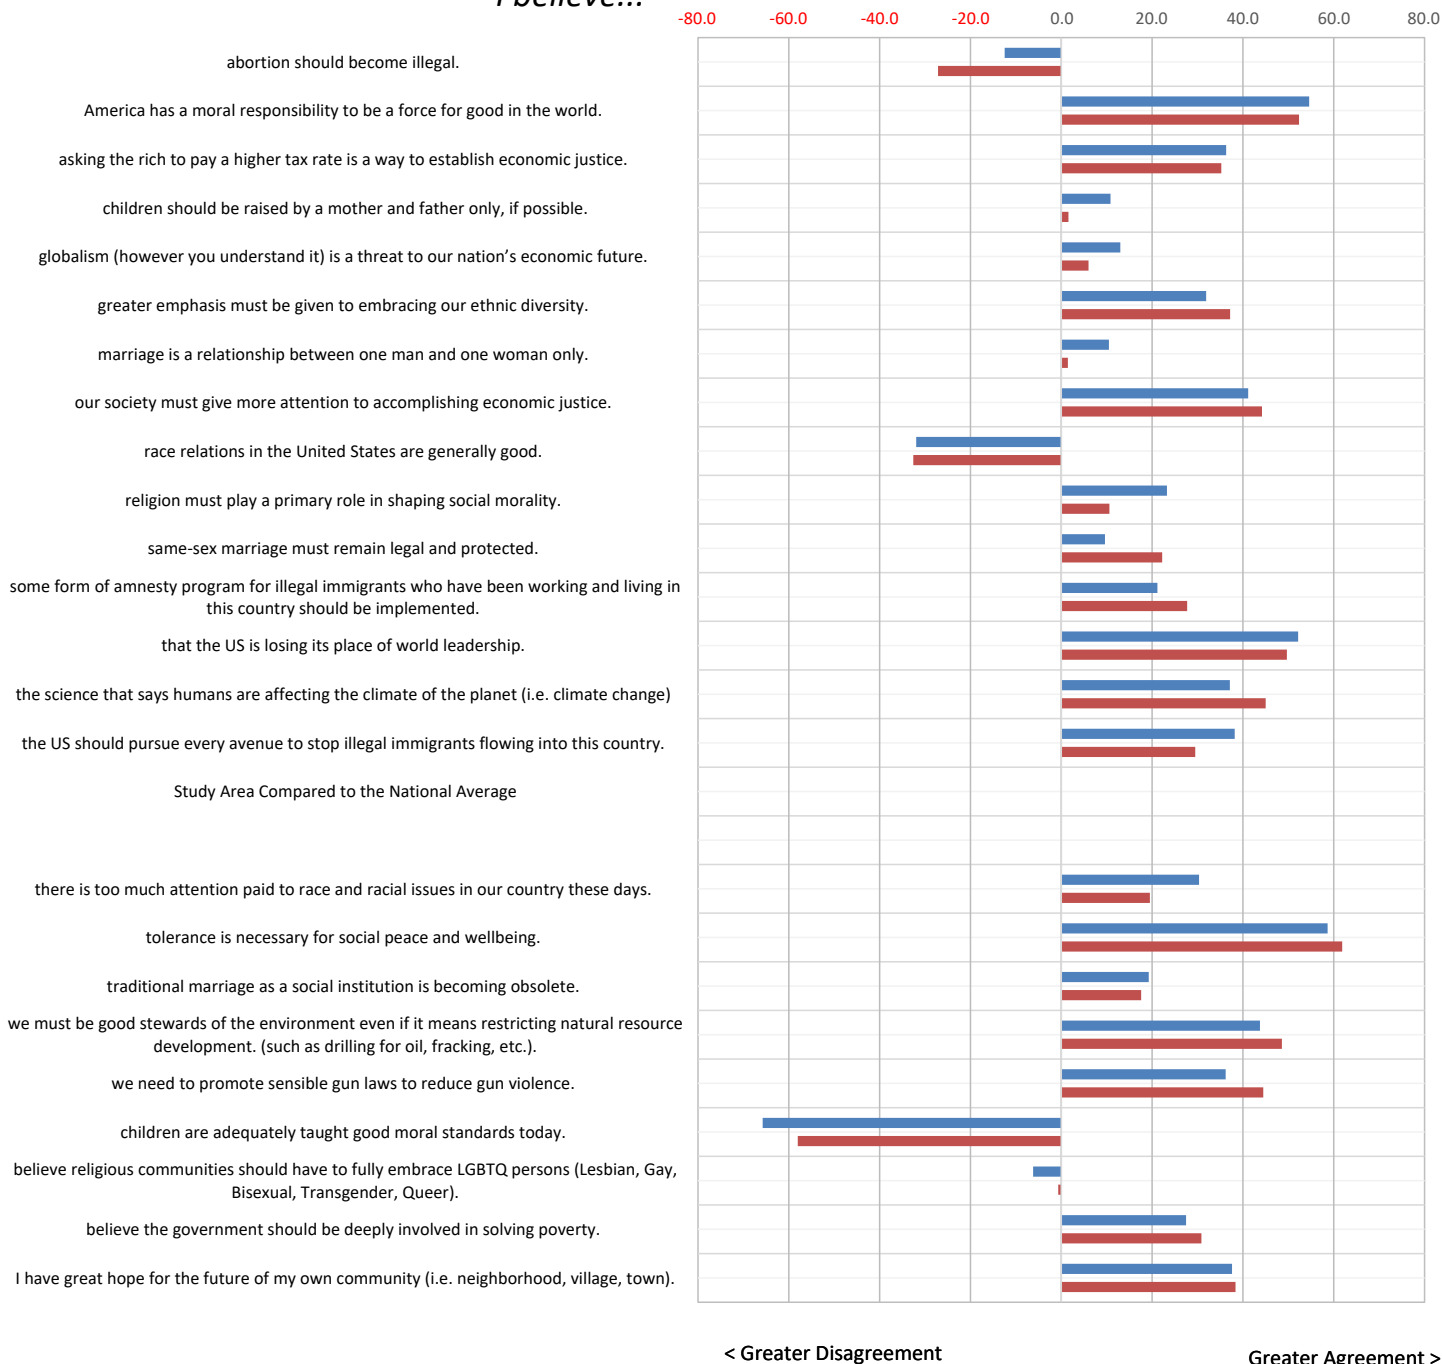 I believe...
-80.0 -60.0 -40.0 -20.0 0.0 20.0 40.0 60.0 80.0
abortion should become illegal.
America has a moral responsibility to be a force for good in the world.
asking the rich to pay a higher tax rate is a way to establish economic justice.
children should be raised by a mother and father only, if possible.
globalism (however you understand it) is a threat to our nation’s economic future.
greater emphasis must be given to embracing our ethnic diversity.
marriage is a relationship between one man and one woman only.
our society must give more attention to accomplishing economic justice.
race relations in the United States are generally good.
religion must play a primary role in shaping social morality.
same-sex marriage must remain legal and protected.
some form of amnesty program for illegal immigrants who have been working and living in
this country should be implemented.
that the US is losing its place of world leadership.
the science that says humans are affecting the climate of the planet (i.e. climate change)
the US should pursue every avenue to stop illegal immigrants flowing into this country.
Study Area Compared to the National Average
there is too much attention paid to race and racial issues in our country these days.
tolerance is necessary for social peace and wellbeing.
traditional marriage as a social institution is becoming obsolete.
we must be good stewards of the environment even if it means restricting natural resource
development. (such as drilling for oil, fracking, etc.).
we need to promote sensible gun laws to reduce gun violence.
children are adequately taught good moral standards today.
believe religious communities should have to fully embrace LGBTQ persons (Lesbian, Gay,
Bisexual, Transgender, Queer).
believe the government should be deeply involved in solving poverty.
I have great hope for the future of my own community (i.e. neighborhood, village, town).
< Greater Disagreement
Greater Agreement >